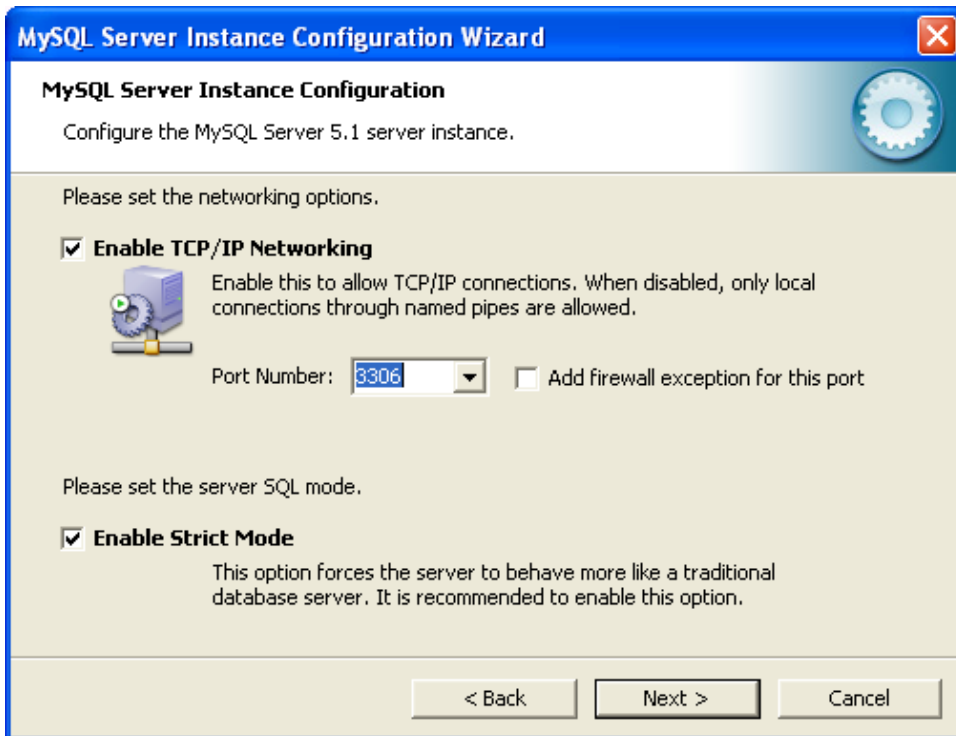 MySQL Server Instance Configuration Wizard
MySQL Server Instance Configuration
Configure the MySQL Server 5.1 server instance.
Please set the networking options.
Enable TCP/IP Networking
Enable this to allow TCP/IP connections. When disabled, only local
connections through named pipes are allowed.
Port Number: 3306 Add firewall exception for this port
Please set the server SQL mode.
Enable Strict Mode
This option forces the server to behave more like a traditional
database server. It is recommended to enable this option.
< Back Next > Cancel